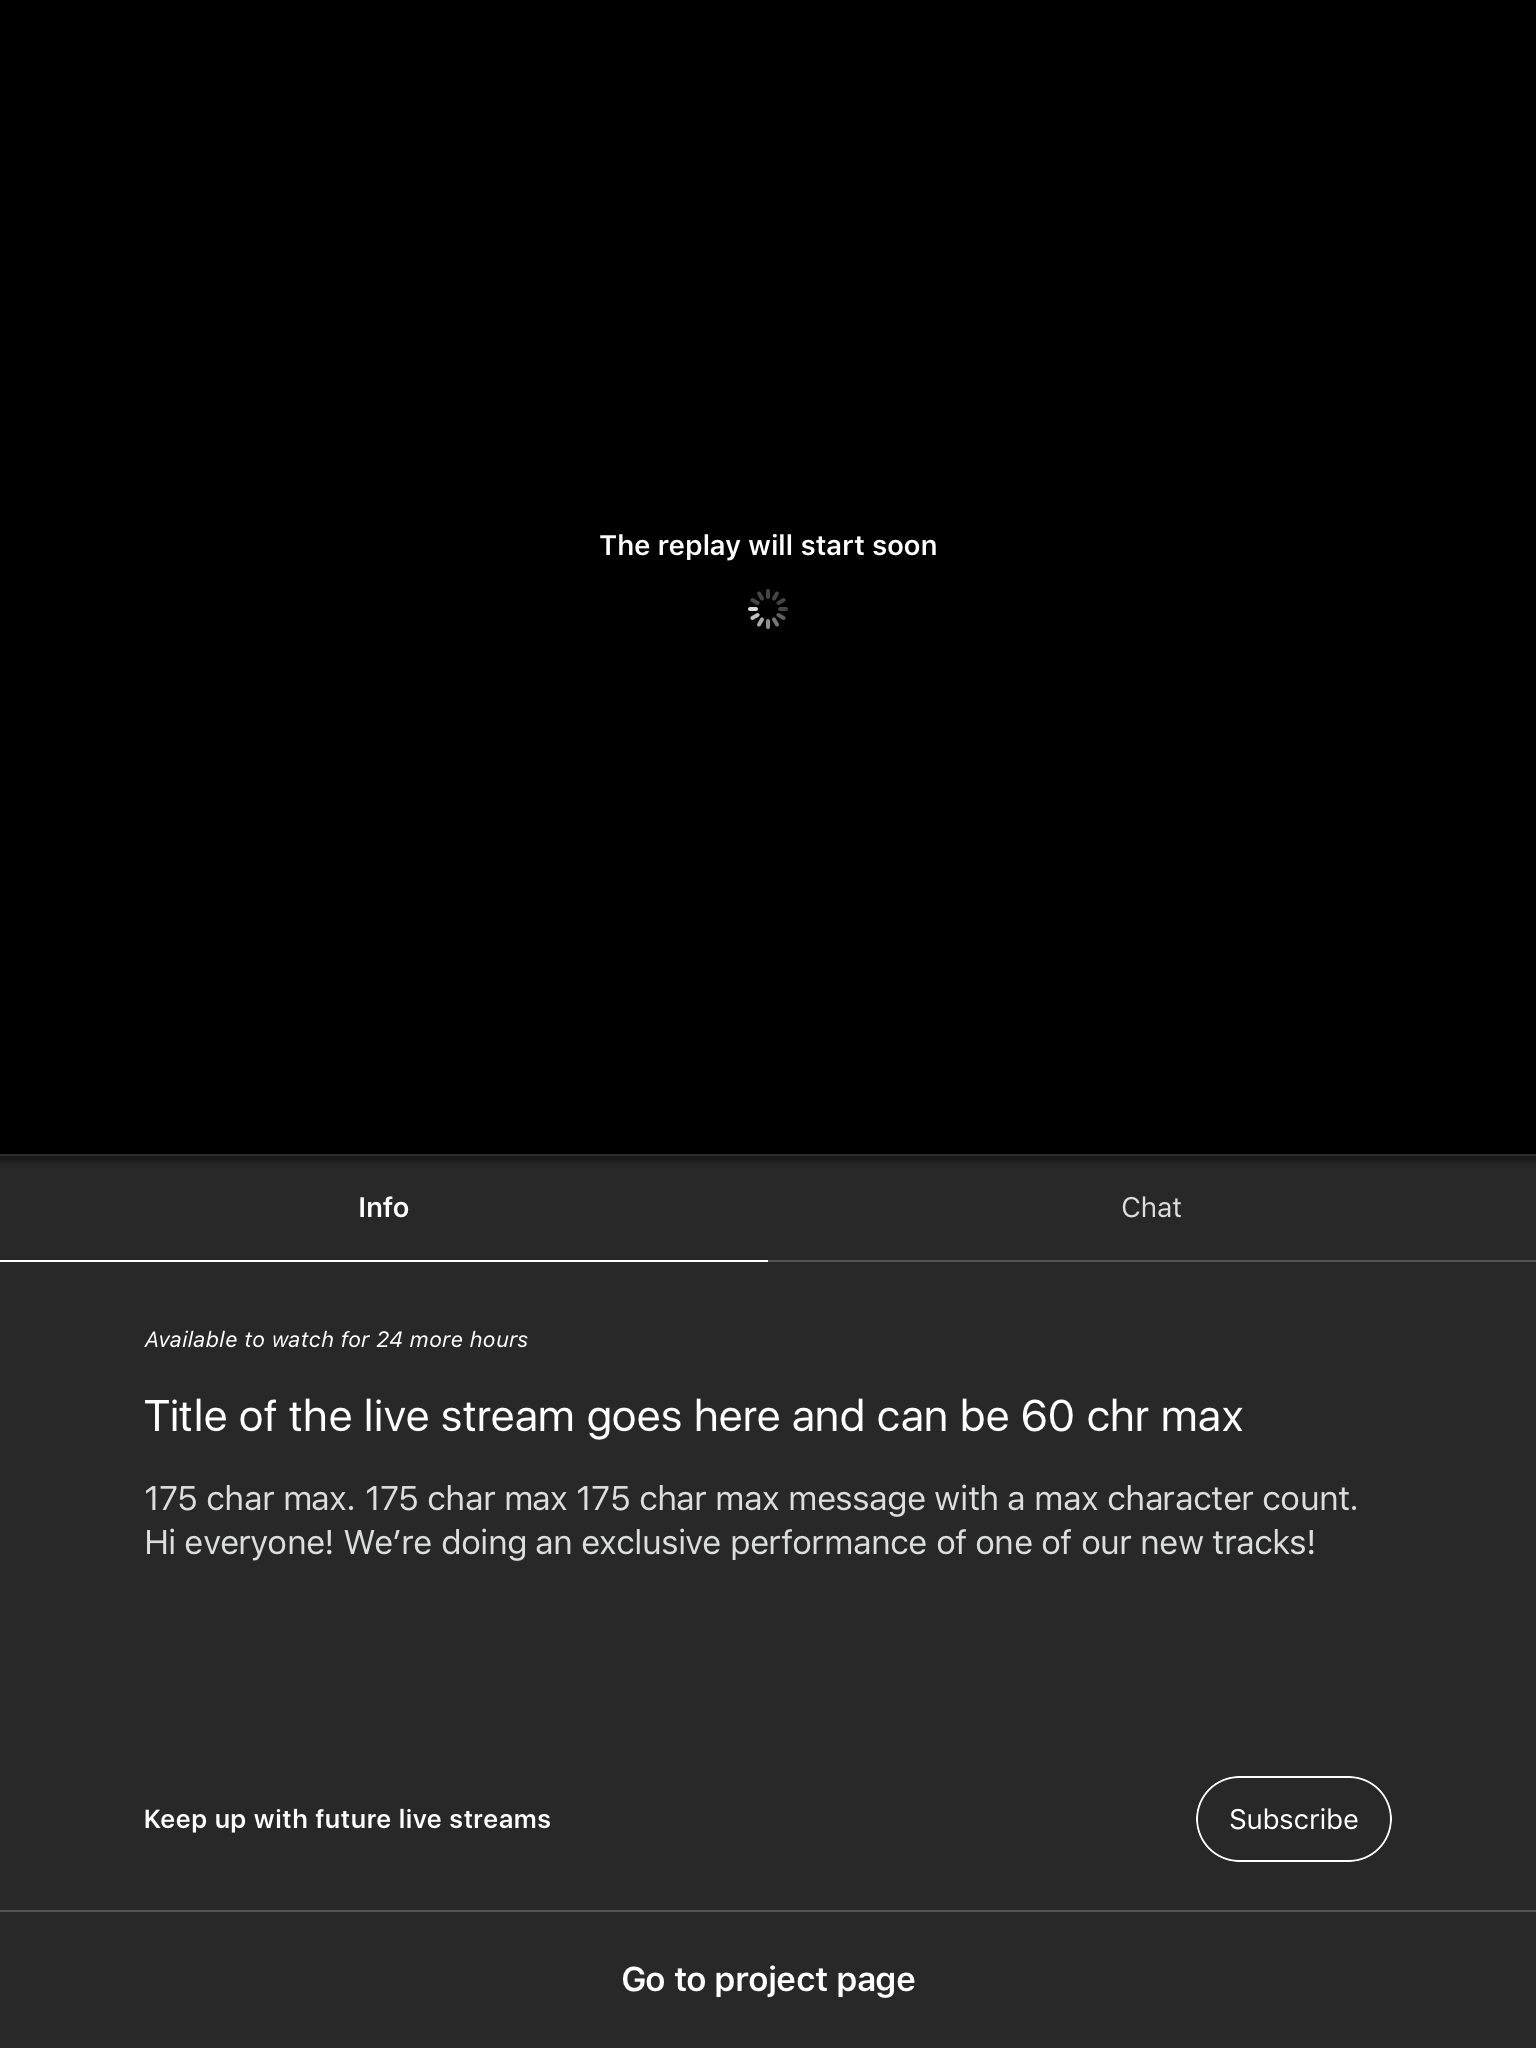 The replay will start soon
Info
Chat
Available to watch for 24 more hours
Title of the live stream goes here and can be 60 chr max
175 char max. 175 char max 175 char max message with a max character count.
Hi everyone! We’re doing an exclusive performance of one of our new tracks!
Keep up with future live streams
Subscribe
Go to project page